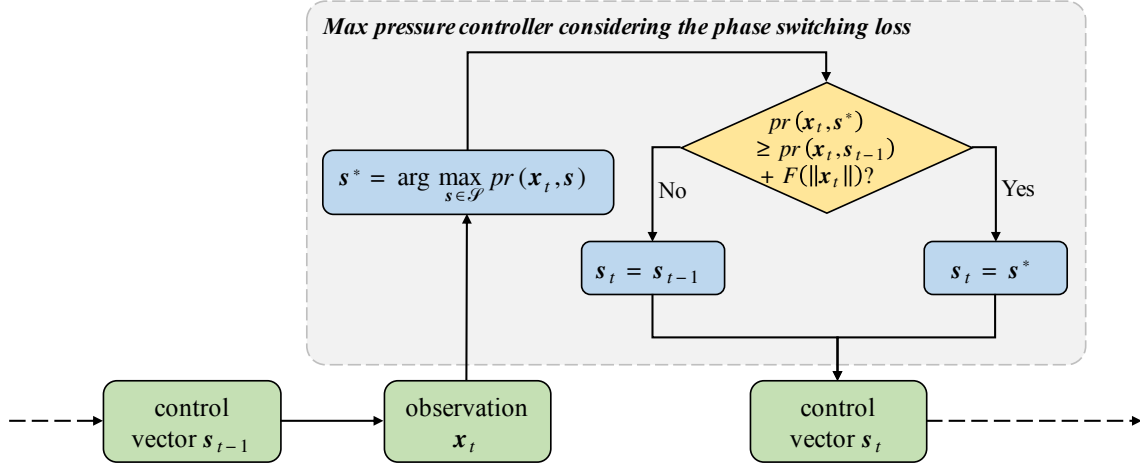 Max pressure controller considering the phase switching loss
s* = arg max pr(x_t, s)
s∈𝒮
pr(x_t, s*)
≥ pr(x_t, s_{t−1})
+ F(‖x_t‖)?
No
Yes
s_t = s_{t−1}
s_t = s*
control
vector s_{t−1}
observation
x_t
control
vector s_t